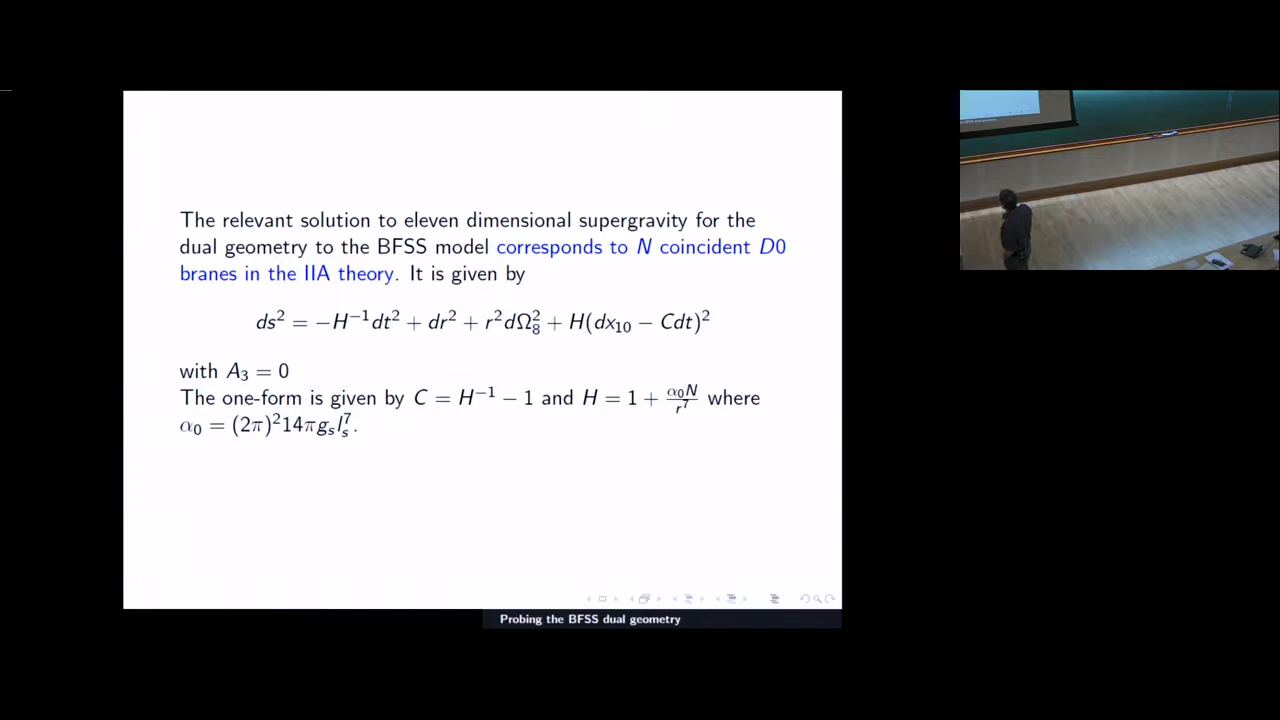 The relevant solution to eleven dimensional supergravity for the
dual geometry to the BFSS model corresponds to N coincident D0
branes in the IIA theory. It is given by
ds² = −H⁻¹dt² + dr² + r²dΩ₈² + H(dx₁₀ − Cdt)²
with A₃ = 0
The one-form is given by C = H⁻¹ − 1 and H = 1 + α₀N/r⁷ where
α₀ = (2π)²14πgₛlₛ⁷.
Probing the BFSS dual geometry